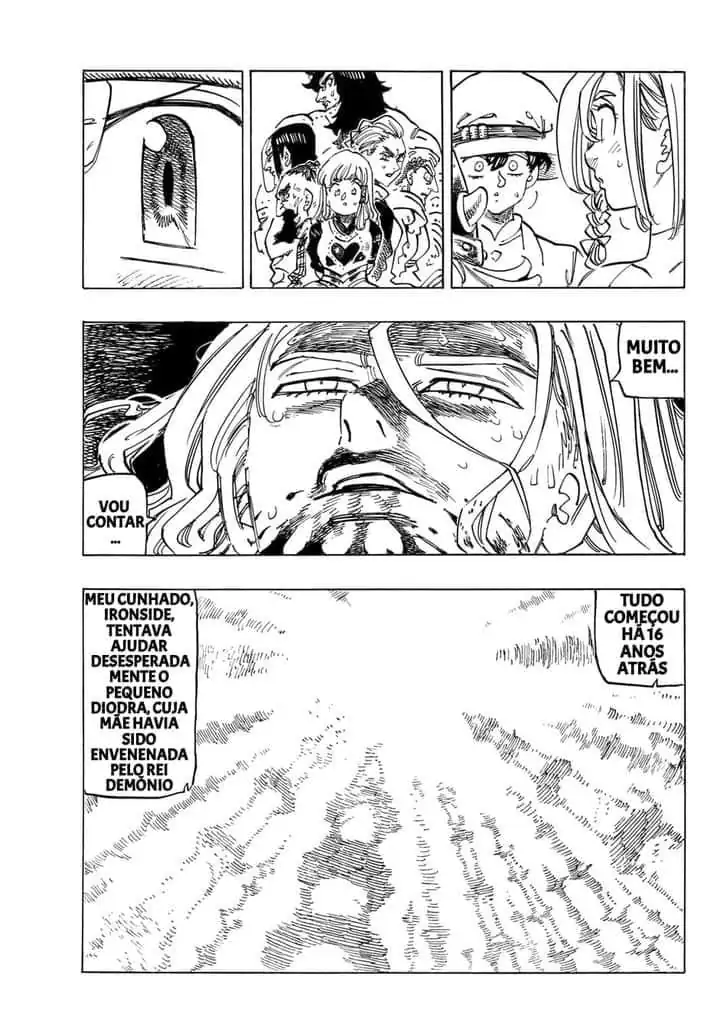 MUITO
BEM...
VOU
CONTAR
...
TUDO
COMEÇOU
HÁ 16
ANOS
ATRÁS
MEU CUNHADO,
IRONSIDE,
TENTAVA
AJUDAR
DESESPERADA
MENTE O
PEQUENO
DIODRA, CUJA
MÃE HAVIA
SIDO
ENVENENADA
PELO REI
DEMÔNIO